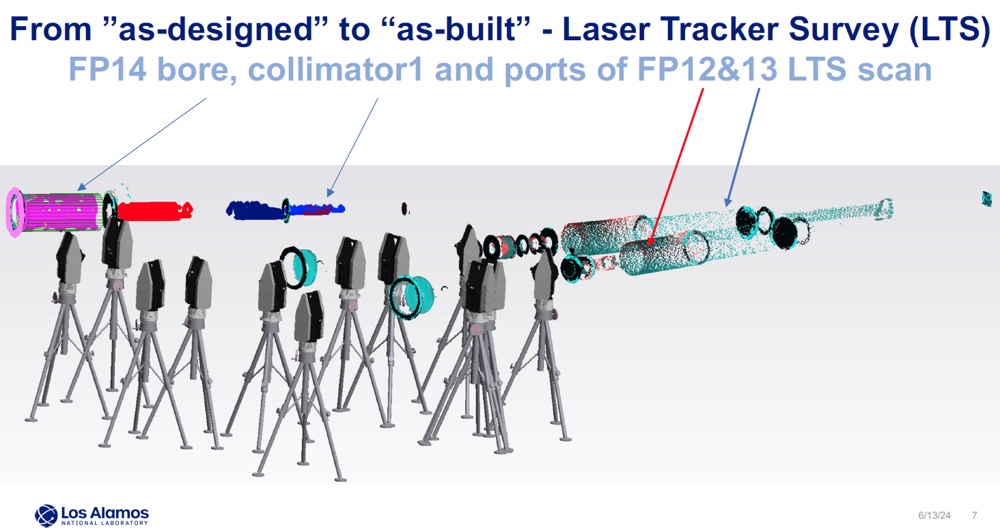 From ”as-designed” to “as-built” - Laser Tracker Survey (LTS)
FP14 bore, collimator1 and ports of FP12&13 LTS scan
Los Alamos
NATIONAL LABORATORY
6/13/24
7